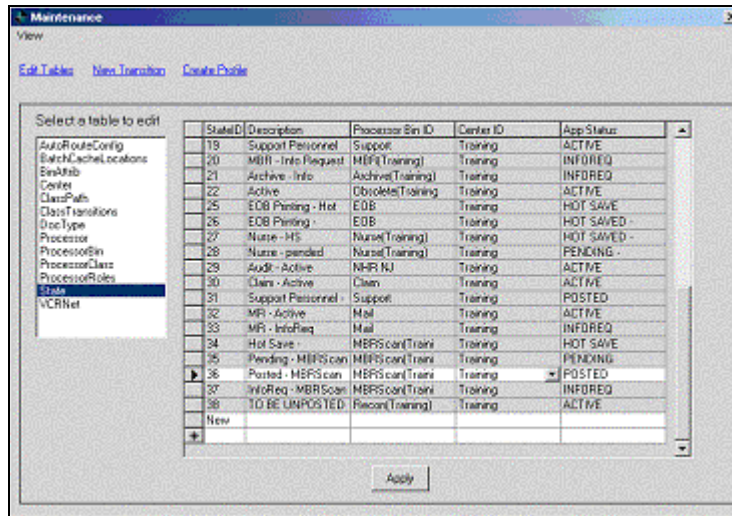 Maintenance
View
Edit Tables New Transition Create Profile
Select a table to edit
AutoRouteConfig
BatchCacheLocations
BinAttrib
Center
ClassPath
ClassTransitions
DocType
Processor
ProcessorBin
ProcessorClass
ProcessorRoles
State
VCRNet
StateID Description Processor Bin ID Center ID App Status
19 Support Personnel Support Training ACTIVE
20 MBR - Info Request MBR(Training) Training INFOREQ
21 Archive - Info Archive(Training) Training INFOREQ
22 Active Obsolete(Training Training ACTIVE
25 EOB Printing - Hot EOB Training HOT SAVE
26 EOB Printing - EOB Training HOT SAVED -
27 Nurse - HS Nurse(Training) Training HOT SAVED -
28 Nurse - pended Nurse(Training) Training PENDING -
29 Audit - Active NHR NJ Training ACTIVE
30 Claim - Active Claim Training ACTIVE
31 Support Personnel - Support Training POSTED
32 MR - Active Mail Training ACTIVE
33 MR - InfoReq Mail Training INFOREQ
34 Hot Save - MBRScan(Traini Training HOT SAVE
35 Pending - MBRScan MBRScan(Traini Training PENDING
36 Posted - MBRScan MBRScan(Traini Training POSTED
37 InfoReq - MBRScan MBRScan(Traini Training INFOREQ
38 TO BE UNPOSTED Recon(Training) Training ACTIVE
New
Apply